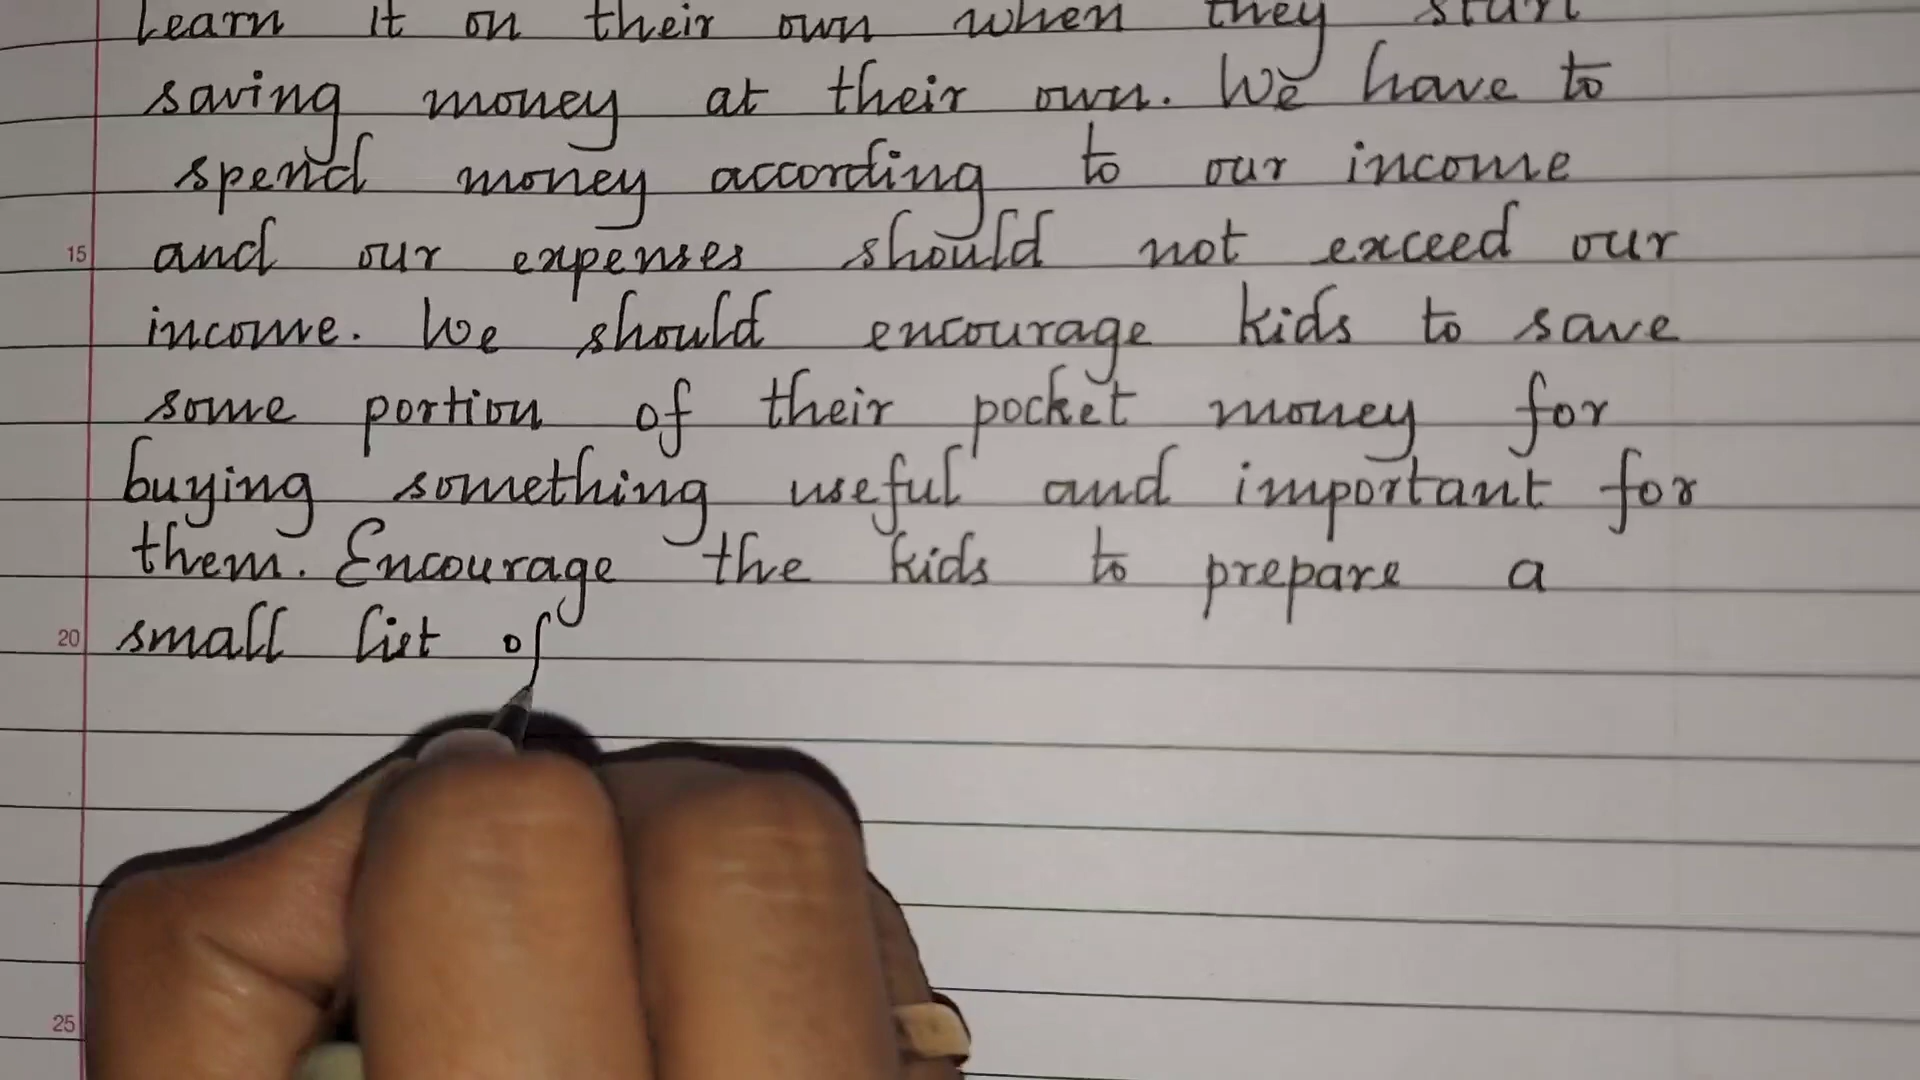 learn it on their own when they start
saving money at their own. We have to
spend money according to our income
15 and our expenses should not exceed our
income. We should encourage kids to save
some portion of their pocket money for
buying something useful and important for
them. Encourage the kids to prepare a
20 small list of
25